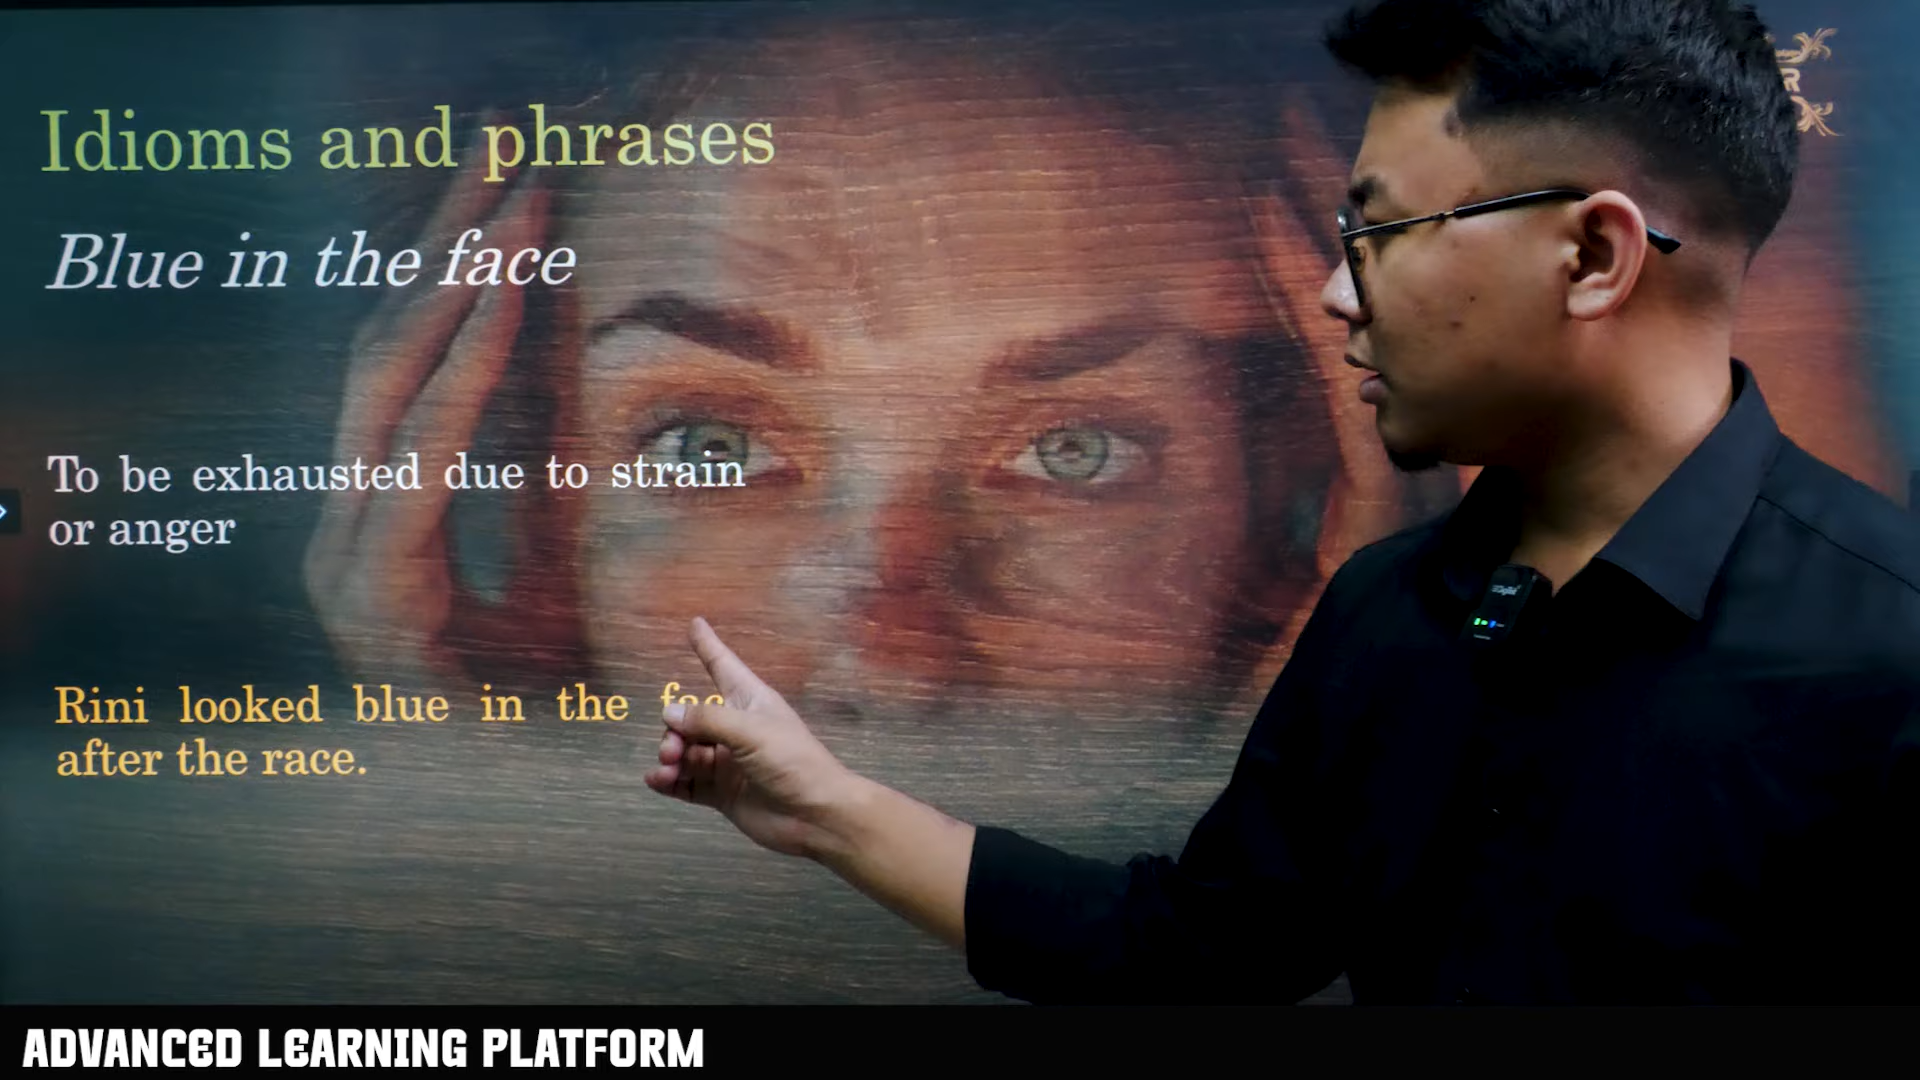 Idioms and phrases
Blue in the face
To be exhausted due to strain
or anger
Rini looked blue in the
after the race.
ADVANCED LEARNING PLATFORM